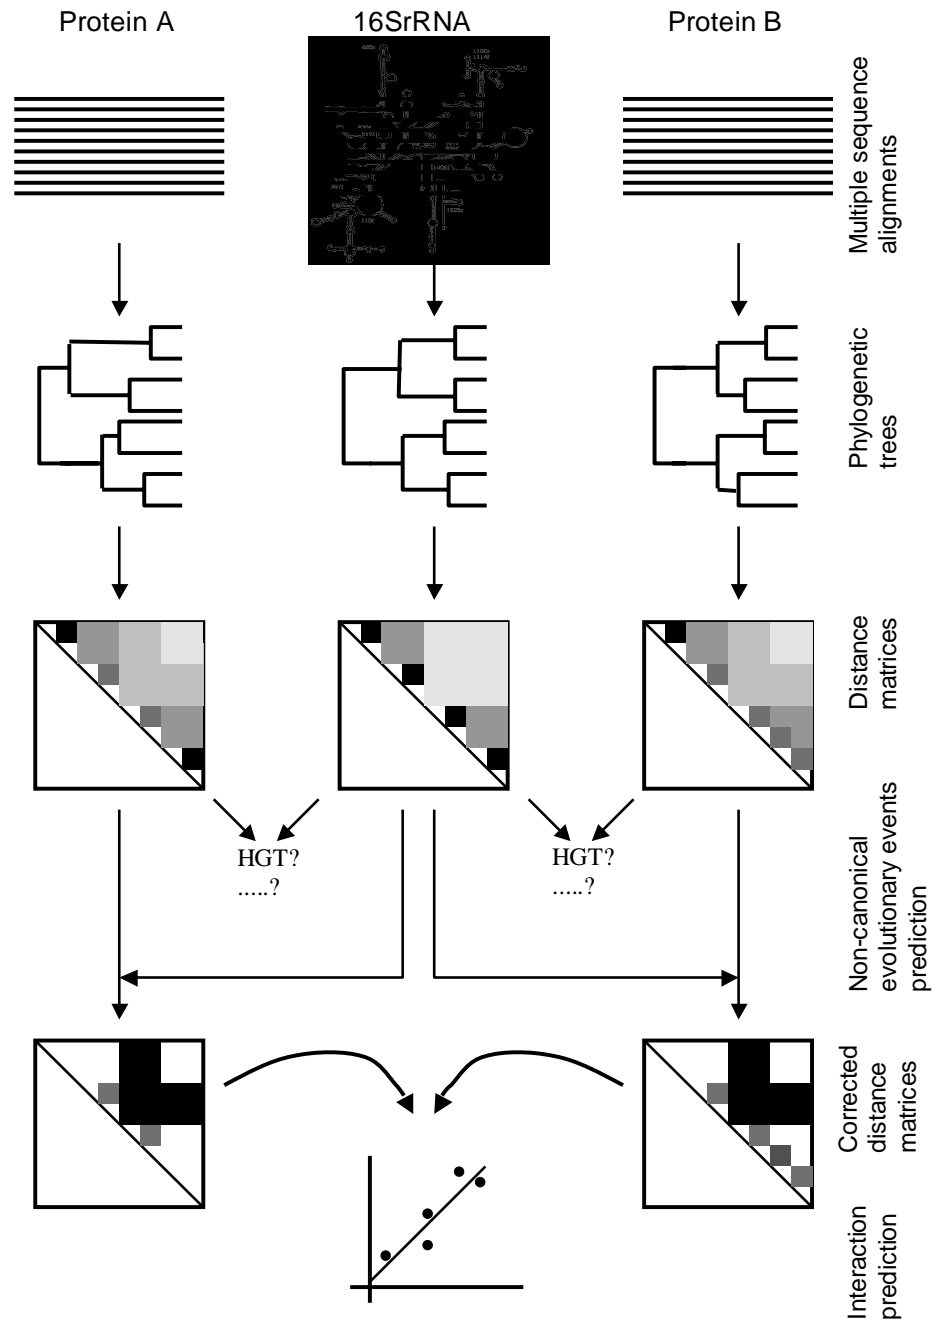 Protein A
16SrRNA
Protein B
Multiple sequence
alignments
Phylogenetic
trees
Distance
matrices
HGT?
.....?
HGT?
.....?
Non-canonical
evolutionary events
prediction
Corrected
distance
matrices
Interaction
prediction